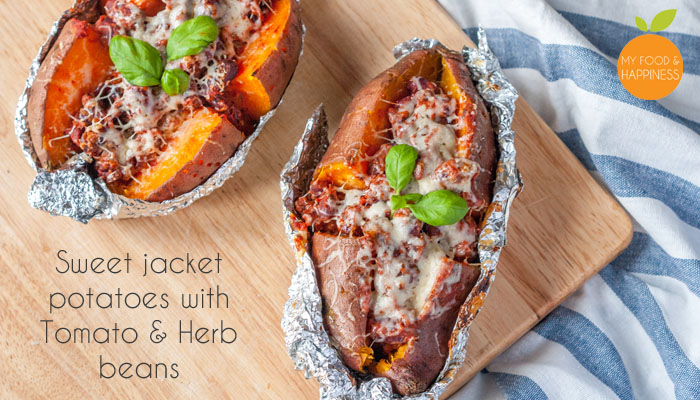 MY FOOD &
HAPPINESS
Sweet jacket
potatoes with
Tomato & Herb
beans